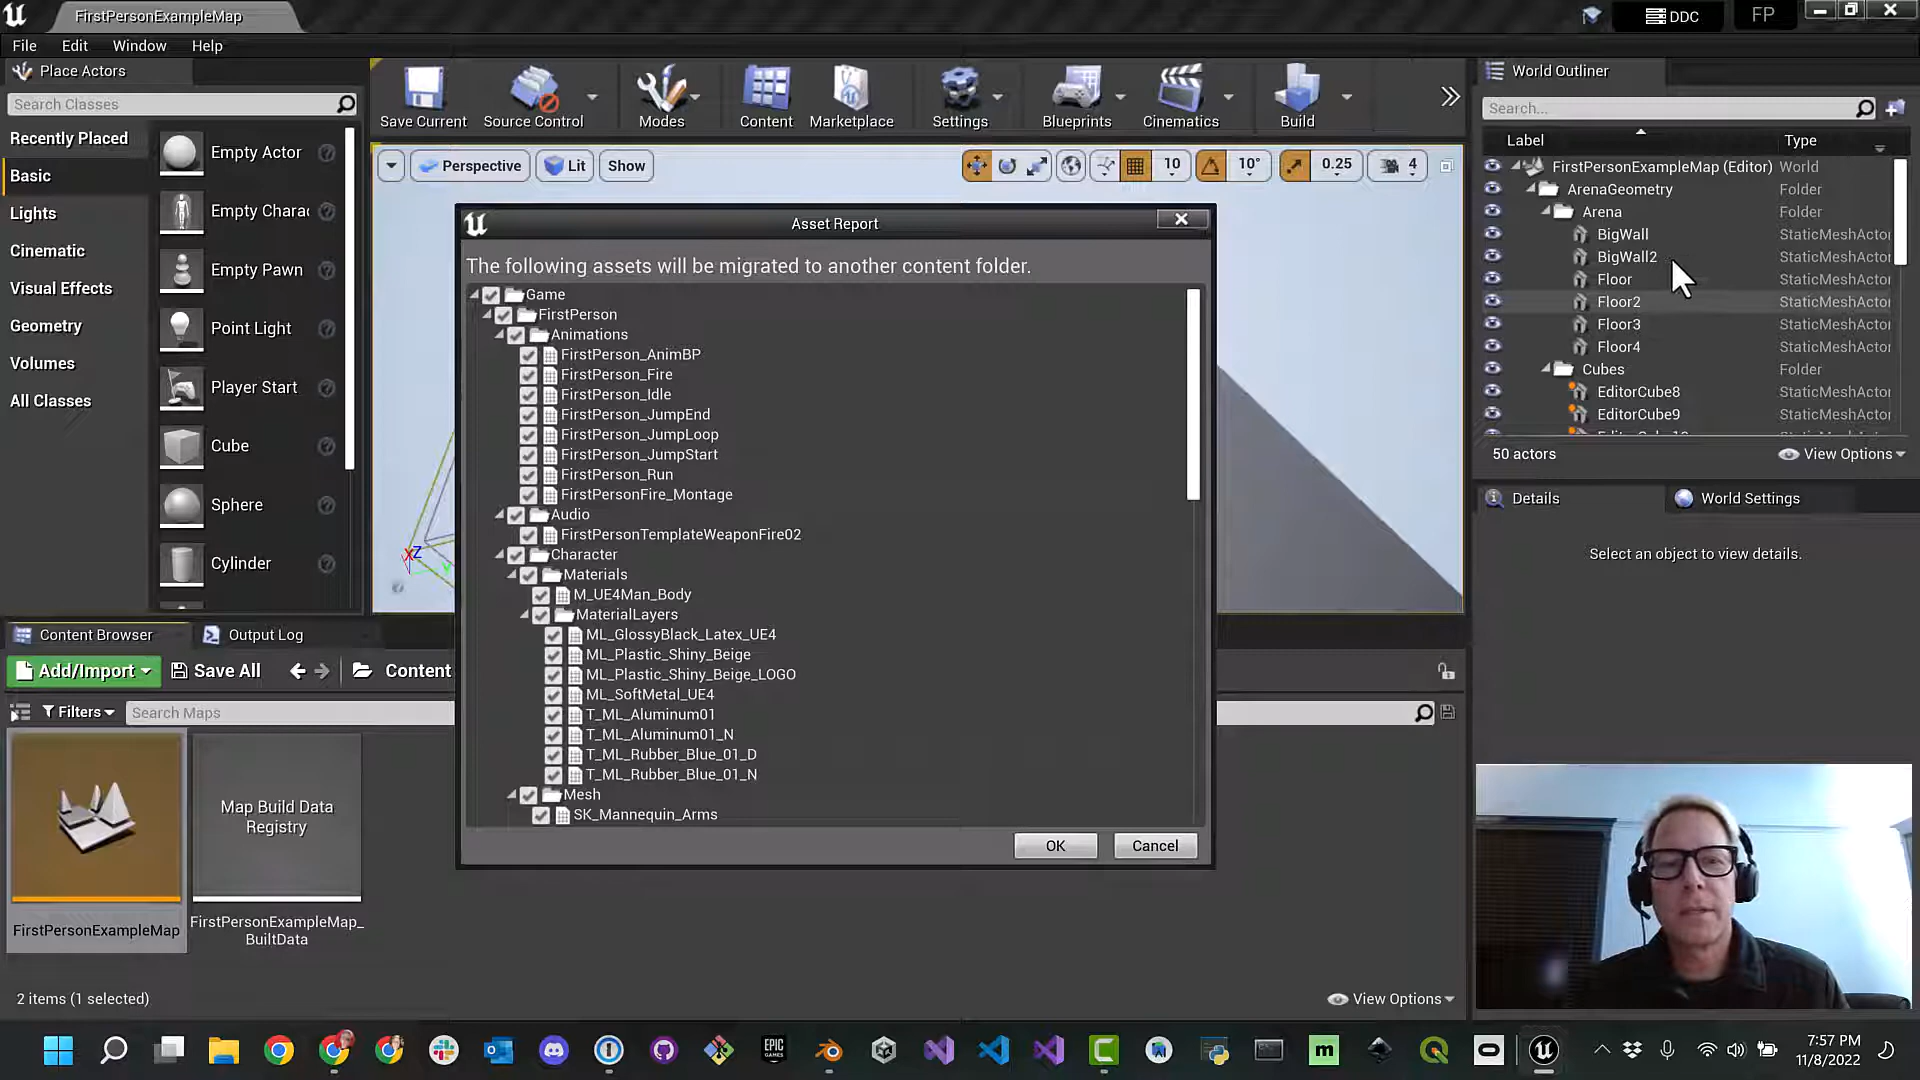 FirstPersonExampleMap
DDC
FP
File Edit Window Help
Place Actors
Search Classes
Recently Placed
Basic
Lights
Cinematic
Visual Effects
Geometry
Volumes
All Classes
Empty Actor
Empty Charac
Empty Pawn
Point Light
Player Start
Cube
Sphere
Cylinder
Save Current
Source Control
Modes
Content
Marketplace
Settings
Blueprints
Cinematics
Build
Perspective
Lit
Show
10
10°
0.25
4
Asset Report
The following assets will be migrated to another content folder.
Game
FirstPerson
Animations
FirstPerson_AnimBP
FirstPerson_Fire
FirstPerson_Idle
FirstPerson_JumpEnd
FirstPerson_JumpLoop
FirstPerson_JumpStart
FirstPerson_Run
FirstPersonFire_Montage
Audio
FirstPersonTemplateWeaponFire02
Character
Materials
M_UE4Man_Body
MaterialLayers
ML_GlossyBlack_Latex_UE4
ML_Plastic_Shiny_Beige
ML_Plastic_Shiny_Beige_LOGO
ML_SoftMetal_UE4
T_ML_Aluminum01
T_ML_Aluminum01_N
T_ML_Rubber_Blue_01_D
T_ML_Rubber_Blue_01_N
Mesh
SK_Mannequin_Arms
OK
Cancel
X Z
World Outliner
Search...
Label Type
FirstPersonExampleMap (Editor) World
ArenaGeometry Folder
Arena Folder
BigWall StaticMeshActor
BigWall2 StaticMeshActor
Floor StaticMeshActor
Floor2 StaticMeshActor
Floor3 StaticMeshActor
Floor4 StaticMeshActor
Cubes Folder
EditorCube8 StaticMeshActor
EditorCube9 StaticMeshActor
50 actors
View Options
Details
World Settings
Select an object to view details.
Content Browser
Output Log
Add/Import
Save All
Content
Filters
Search Maps
Map Build Data
Registry
FirstPersonExampleMap
FirstPersonExampleMap_
BuiltData
2 items (1 selected)
View Options
EPIC
GAMES
m
7:57 PM
11/8/2022